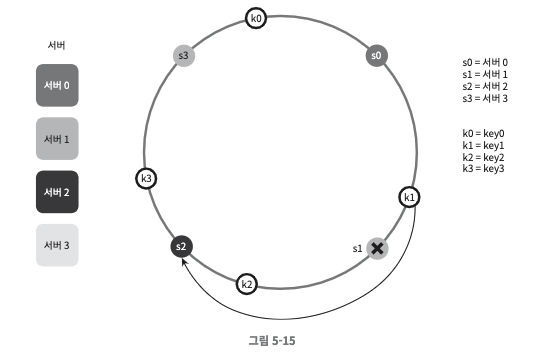 서버
서버 0
서버 1
서버 2
서버 3
k0
s3
s0
k3
k1
s2
s1
k2
s0 = 서버 0
s1 = 서버 1
s2 = 서버 2
s3 = 서버 3
k0 = key0
k1 = key1
k2 = key2
k3 = key3
그림 5-15